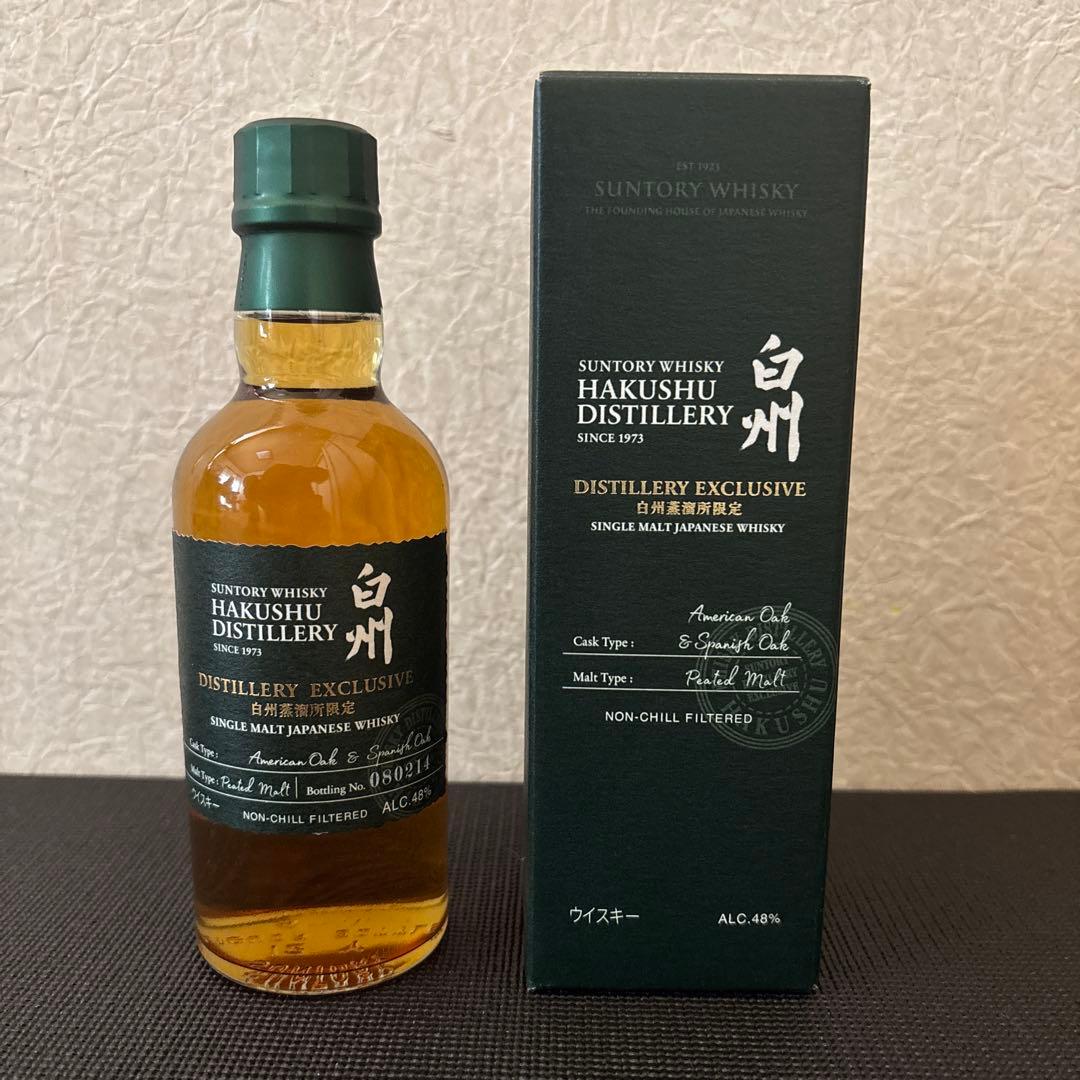 SUNTORY WHISKY
HAKUSHU
DISTILLERY
SINCE 1973
白州
DISTILLERY EXCLUSIVE
白州蒸溜所限定
SINGLE MALT JAPANESE WHISKY
Cask Type : American Oak & Spanish Oak
Malt Type : Peated Malt Bottling No. 080214
ウイスキー NON-CHILL FILTERED ALC.48%
EST 1923
SUNTORY WHISKY
THE FOUNDING HOUSE OF JAPANESE WHISKY
SUNTORY WHISKY
HAKUSHU
DISTILLERY
SINCE 1973
白州
DISTILLERY EXCLUSIVE
白州蒸溜所限定
SINGLE MALT JAPANESE WHISKY
American Oak
Cask Type : & Spanish Oak
Malt Type : Peated Malt
SUNTORY
EXCLUSIVE
HAKUSHU
NON-CHILL FILTERED
ウイスキー ALC.48%